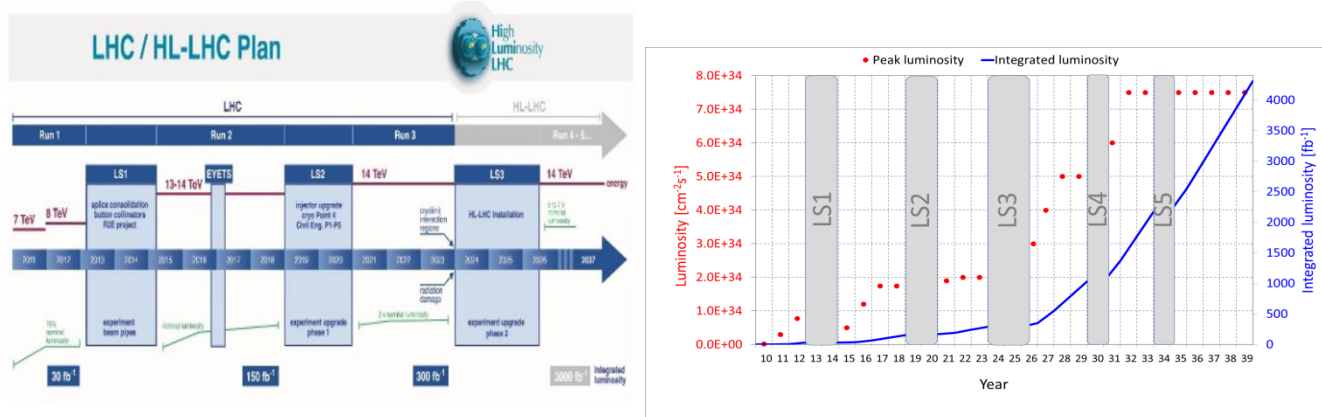 LHC / HL-LHC Plan
High
Luminosity
LHC
LHC
HL-LHC
Run 1
Run 2
Run 3
Run 4 - 5...
LS1
EYETS
LS2
LS3
7 TeV
8 TeV
13-14 TeV
14 TeV
14 TeV
energy
splice consolidation
button collimators
R2E project
injector upgrade
cryo Point 4
Civil Eng. P1-P5
cryolimit
interaction
regions
HL-LHC installation
nominal
luminosity
2011 2012 2013 2014 2015 2016 2017 2018 2019 2020 2021 2022 2023 2024 2025 2026 2037
radiation
damage
nominal
luminosity
experiment
beam pipes
nominal luminosity
experiment upgrade
phase 1
2 x nominal luminosity
experiment upgrade
phase 2
30 fb⁻¹
150 fb⁻¹
300 fb⁻¹
3000 fb⁻¹
Integrated
luminosity
Peak luminosity
Integrated luminosity
Luminosity [cm⁻²s⁻¹]
8.0E+34
7.0E+34
6.0E+34
5.0E+34
4.0E+34
3.0E+34
2.0E+34
1.0E+34
0.0E+00
LS1
LS2
LS3
LS4
LS5
4000
3500
3000
2500
2000
1500
1000
500
0
Integrated luminosity [fb⁻¹]
10 11 12 13 14 15 16 17 18 19 20 21 22 23 24 25 26 27 28 29 30 31 32 33 34 35 36 37 38 39
Year